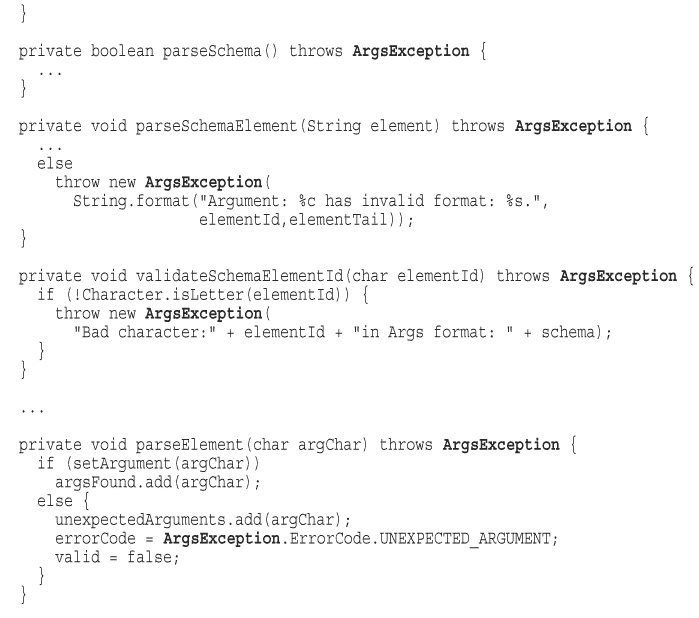 }
private boolean parseSchema() throws ArgsException {
  ...
}
private void parseSchemaElement(String element) throws ArgsException {
  ...
  else
    throw new ArgsException(
      String.format("Argument: %c has invalid format: %s.",
                    elementId,elementTail));
}
private void validateSchemaElementId(char elementId) throws ArgsException {
  if (!Character.isLetter(elementId)) {
    throw new ArgsException(
      "Bad character:" + elementId + "in Args format: " + schema);
  }
}
...
private void parseElement(char argChar) throws ArgsException {
  if (setArgument(argChar))
    argsFound.add(argChar);
  else {
    unexpectedArguments.add(argChar);
    errorCode = ArgsException.ErrorCode.UNEXPECTED_ARGUMENT;
    valid = false;
  }
}